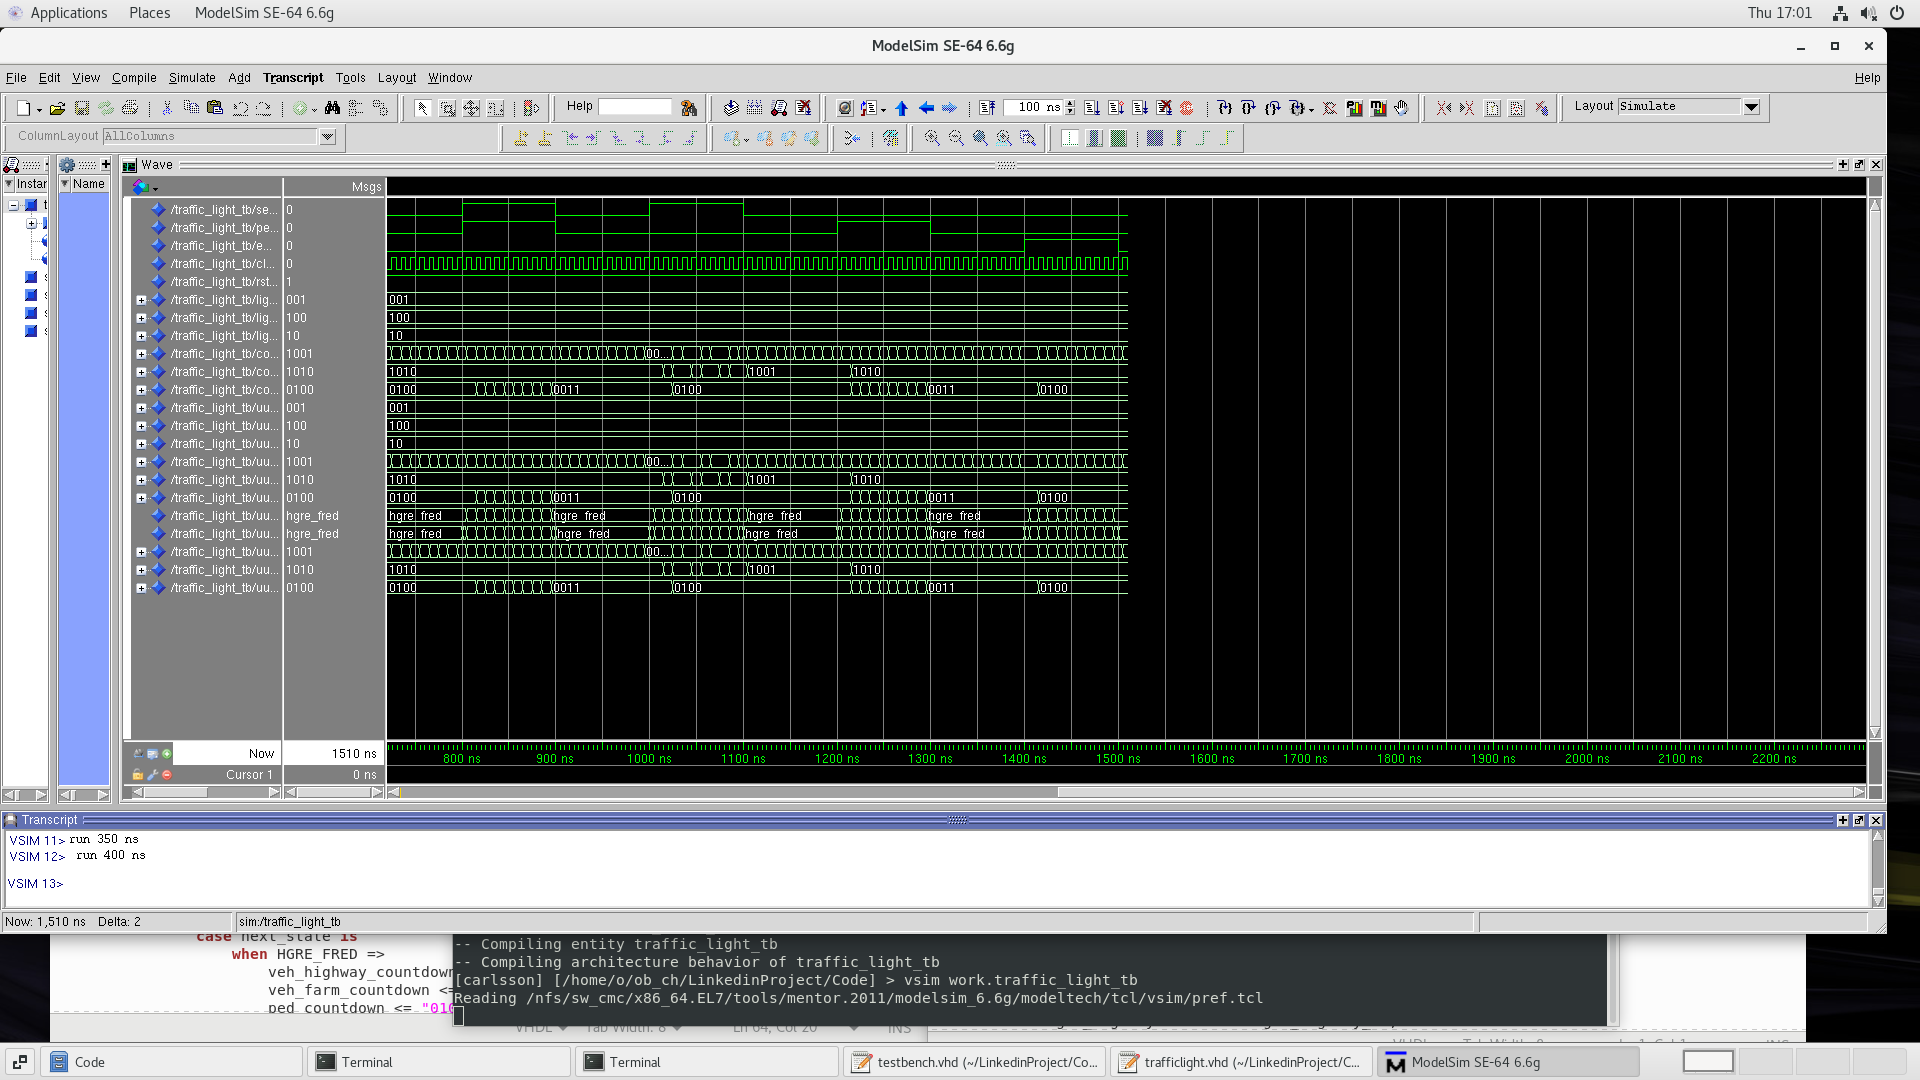 Applications Places ModelSim SE-64 6.6g Thu 17:01
ModelSim SE-64 6.6g
File Edit View Compile Simulate Add Transcript Tools Layout Window Help
Help 100 ns Layout Simulate
ColumnLayout AllColumns
Wave
Instar Name Msgs
/traffic_light_tb/se... 0
/traffic_light_tb/pe... 0
/traffic_light_tb/e... 0
/traffic_light_tb/cl... 0
/traffic_light_tb/rst... 1
/traffic_light_tb/lig... 001 001
/traffic_light_tb/lig... 100 100
/traffic_light_tb/lig... 10 10
/traffic_light_tb/co... 1001 00...
/traffic_light_tb/co... 1010 1010 1001 1010
/traffic_light_tb/co... 0100 0100 0011 0100 0011 0100
/traffic_light_tb/uu... 001 001
/traffic_light_tb/uu... 100 100
/traffic_light_tb/uu... 10 10
/traffic_light_tb/uu... 1001 00...
/traffic_light_tb/uu... 1010 1010 1001 1010
/traffic_light_tb/uu... 0100 0100 0011 0100 0011 0100
/traffic_light_tb/uu... hgre_fred hgre_fred hgre_fred hgre_fred hgre_fred
/traffic_light_tb/uu... hgre_fred hgre_fred hgre_fred hgre_fred hgre_fred
/traffic_light_tb/uu... 1001 00...
/traffic_light_tb/uu... 1010 1010 1001 1010
/traffic_light_tb/uu... 0100 0100 0011 0100 0011 0100
Now 1510 ns 800 ns 900 ns 1000 ns 1100 ns 1200 ns 1300 ns 1400 ns 1500 ns 1600 ns 1700 ns 1800 ns 1900 ns 2000 ns 2100 ns 2200 ns
Cursor 1 0 ns
Transcript
VSIM 11> run 350 ns
VSIM 12> run 400 ns
VSIM 13>
Now: 1,510 ns Delta: 2 sim:/traffic_light_tb
case next_state is
when HGRE_FRED =>
veh_highway_countdown
veh_farm_countdown <=
ped_countdown <= "010
-- Compiling entity traffic_light_tb
-- Compiling architecture behavior of traffic_light_tb
[carlsson] [/home/o/ob_ch/LinkedinProject/Code] > vsim work.traffic_light_tb
Reading /nfs/sw_cmc/x86_64.EL7/tools/mentor.2011/modelsim_6.6g/modeltech/tcl/vsim/pref.tcl
VHDL Tab Width: 8 Ln 64, Col 20 INS
Code Terminal Terminal testbench.vhd (~/LinkedinProject/Co... trafficlight.vhd (~/LinkedinProject/C... ModelSim SE-64 6.6g